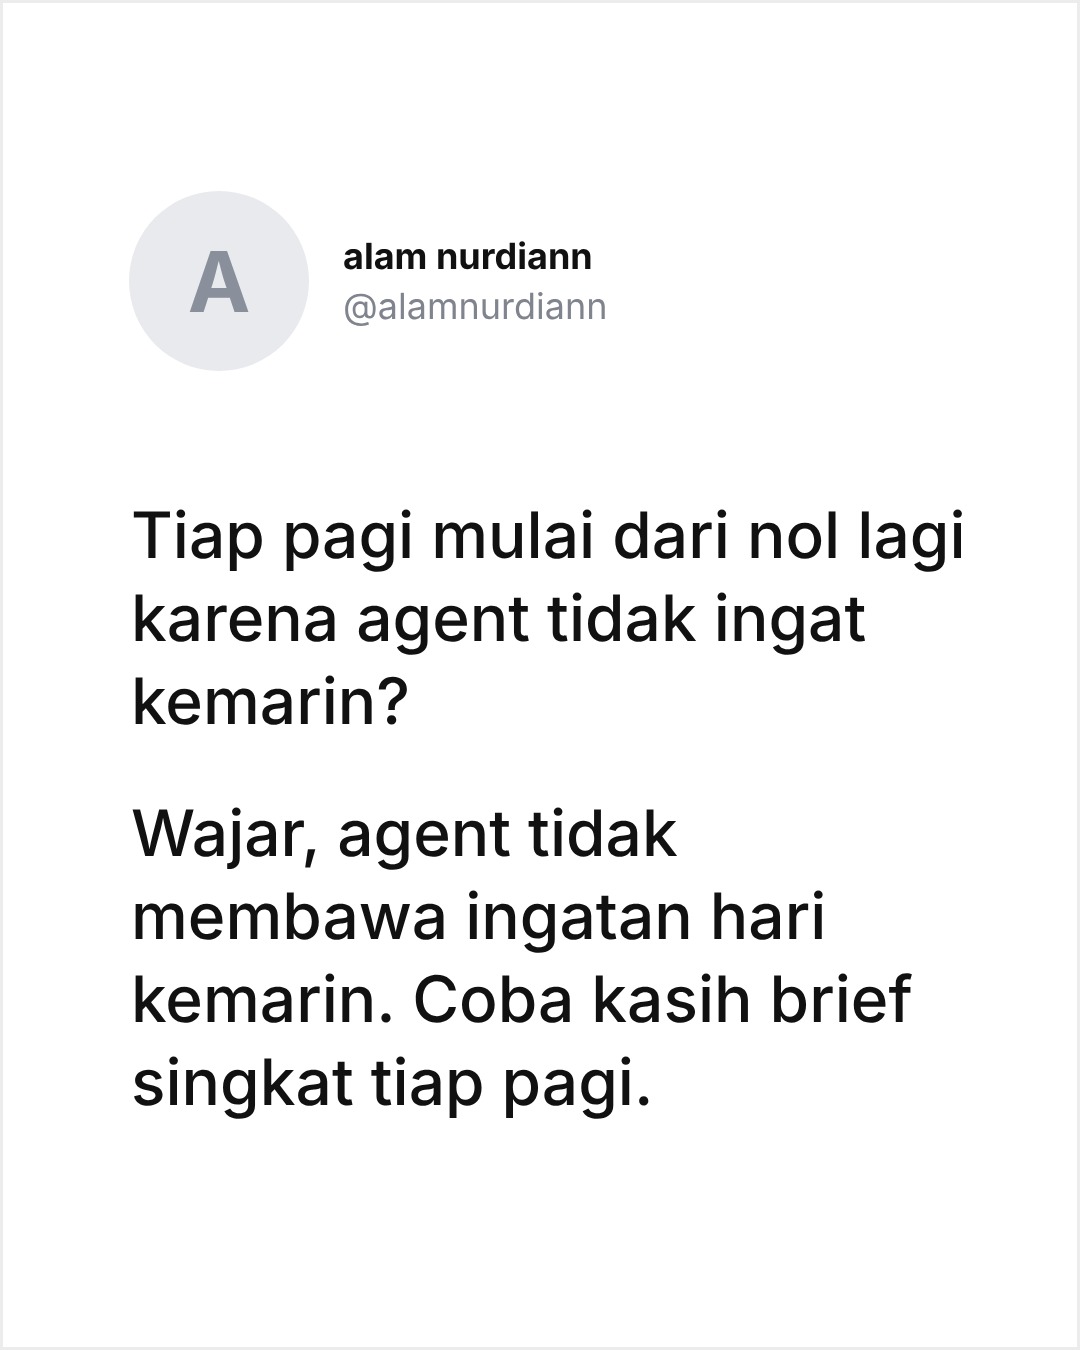 A
alam nurdiann
@alamnurdiann
Tiap pagi mulai dari nol lagi
karena agent tidak ingat
kemarin?
Wajar, agent tidak
membawa ingatan hari
kemarin. Coba kasih brief
singkat tiap pagi.